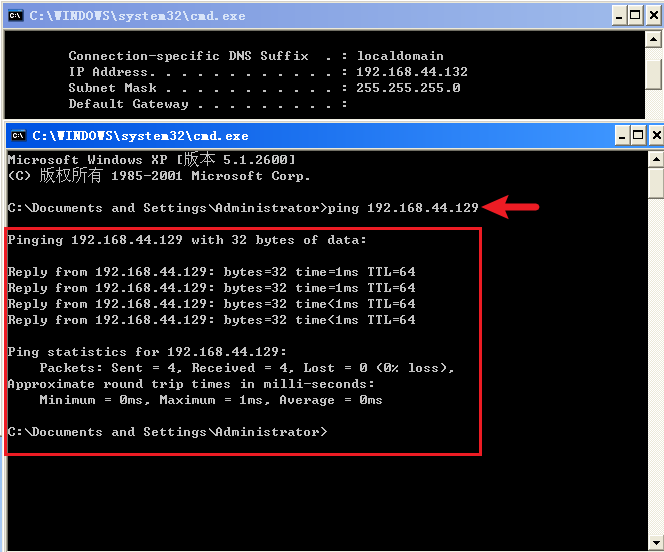 C:\WINDOWS\system32\cmd.exe
Connection-specific DNS Suffix  . : localdomain
IP Address. . . . . . . . . . . . : 192.168.44.132
Subnet Mask . . . . . . . . . . . : 255.255.255.0
Default Gateway . . . . . . . . . :
C:\WINDOWS\system32\cmd.exe
Microsoft Windows XP [版本 5.1.2600]
(C) 版权所有 1985-2001 Microsoft Corp.
C:\Documents and Settings\Administrator>ping 192.168.44.129
Pinging 192.168.44.129 with 32 bytes of data:
Reply from 192.168.44.129: bytes=32 time=1ms TTL=64
Reply from 192.168.44.129: bytes=32 time=1ms TTL=64
Reply from 192.168.44.129: bytes=32 time<1ms TTL=64
Reply from 192.168.44.129: bytes=32 time<1ms TTL=64
Ping statistics for 192.168.44.129:
Packets: Sent = 4, Received = 4, Lost = 0 (0% loss),
Approximate round trip times in milli-seconds:
Minimum = 0ms, Maximum = 1ms, Average = 0ms
C:\Documents and Settings\Administrator>